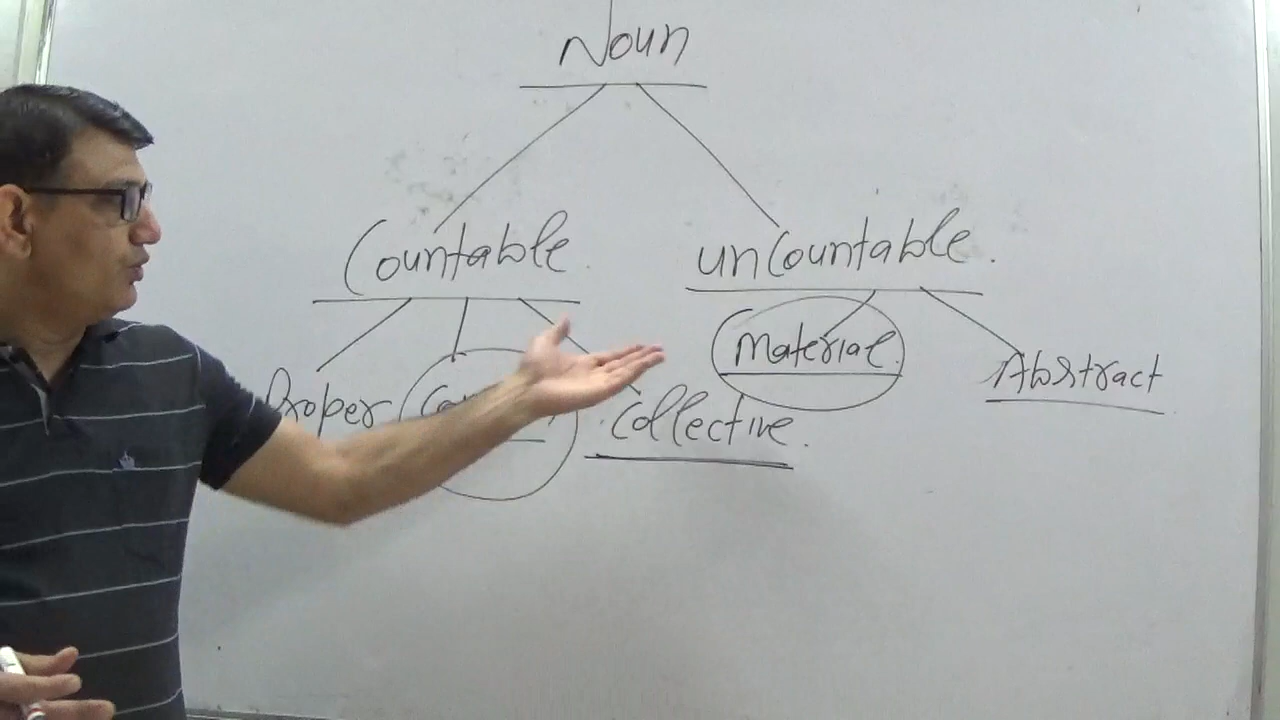 Noun
Countable uncountable.
Material
Proper Abstract
Collective.